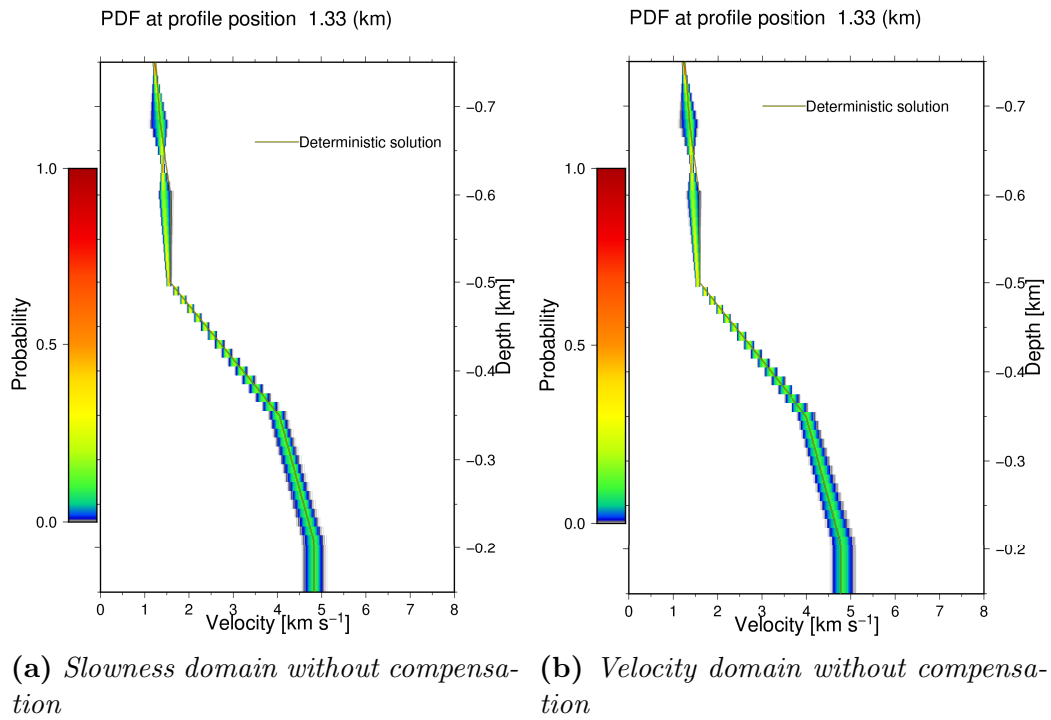 PDF at profile position 1.33 (km)
Deterministic solution
1.0
0.5
0.0
Probability
−0.7
−0.6
−0.5
−0.4
−0.3
−0.2
Depth [km]
0 1 2 3 4 5 6 7 8
Velocity [km s⁻¹]
(a) Slowness domain without compensa-
tion
PDF at profile position 1.33 (km)
Deterministic solution
1.0
0.5
0.0
Probability
−0.7
−0.6
−0.5
−0.4
−0.3
−0.2
Depth [km]
0 1 2 3 4 5 6 7 8
Velocity [km s⁻¹]
(b) Velocity domain without compensa-
tion